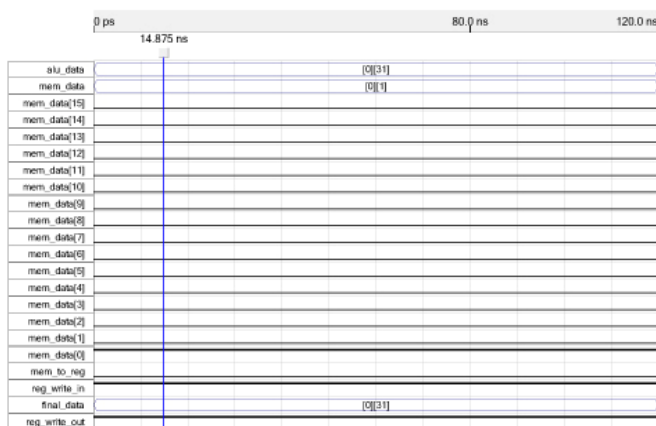 0 ps 80.0 ns 120.0 ns
14.875 ns
alu_data [0][31]
mem_data [0][1]
mem_data[15]
mem_data[14]
mem_data[13]
mem_data[12]
mem_data[11]
mem_data[10]
mem_data[9]
mem_data[8]
mem_data[7]
mem_data[6]
mem_data[5]
mem_data[4]
mem_data[3]
mem_data[2]
mem_data[1]
mem_data[0]
mem_to_reg
reg_write_in
final_data [0][31]
reg_write_out